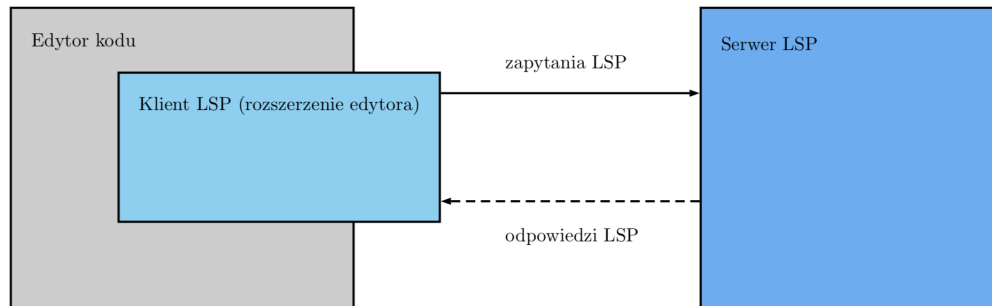 Edytor kodu
Serwer LSP
zapytania LSP
Klient LSP (rozszerzenie edytora)
odpowiedzi LSP